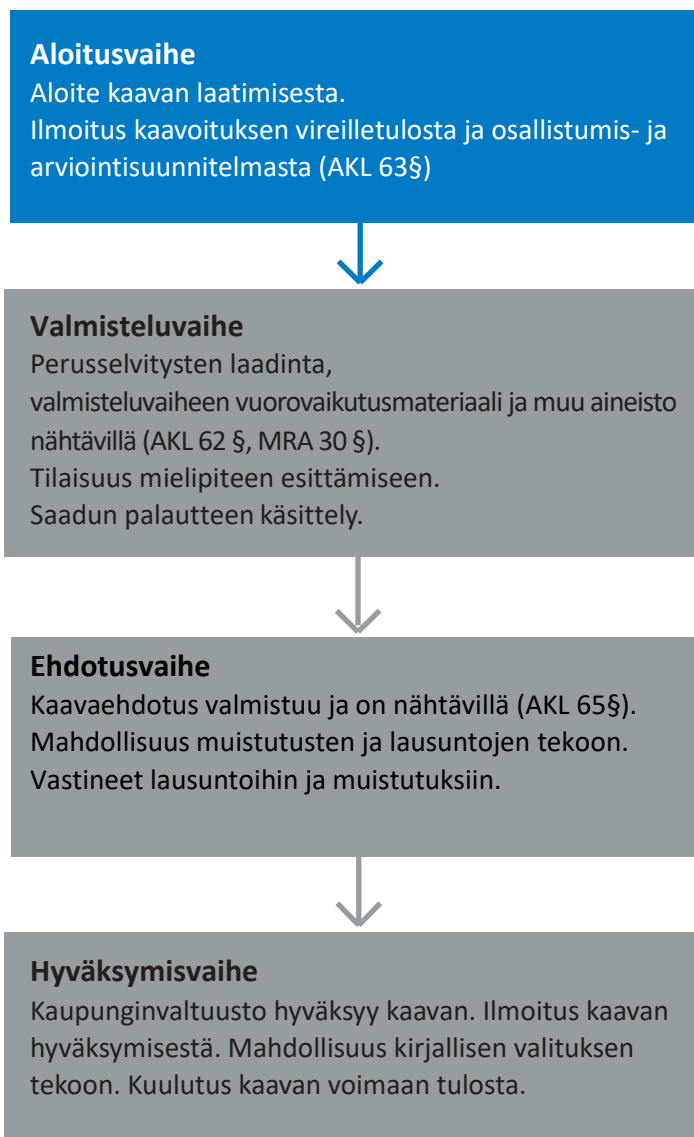 Aloitusvaihe
Aloite kaavan laatimisesta.
Ilmoitus kaavoituksen vireilletulosta ja osallistumis- ja
arviointisuunnitelmasta (AKL 63§)
Valmisteluvaihe
Perusselvitysten laadinta,
valmisteluvaiheen vuorovaikutusmateriaali ja muu aineisto
nähtävillä (AKL 62 §, MRA 30 §).
Tilaisuus mielipiteen esittämiseen.
Saadun palautteen käsittely.
Ehdotusvaihe
Kaavaehdotus valmistuu ja on nähtävillä (AKL 65§).
Mahdollisuus muistutusten ja lausuntojen tekoon.
Vastineet lausuntoihin ja muistutuksiin.
Hyväksymisvaihe
Kaupunginvaltuusto hyväksyy kaavan. Ilmoitus kaavan
hyväksymisestä. Mahdollisuus kirjallisen valituksen
tekoon. Kuulutus kaavan voimaan tulosta.